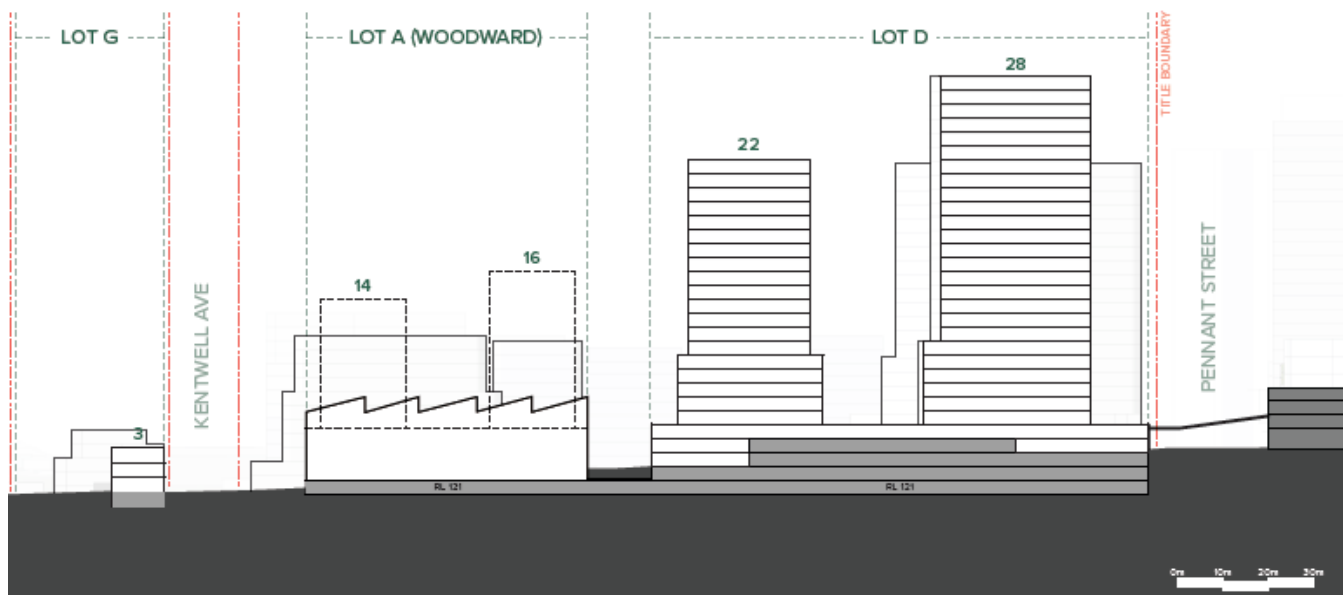 LOT G
LOT A (WOODWARD)
LOT D
TITLE BOUNDARY
28
22
16
14
3
KENTWELL AVE
PENNANT STREET
RL 121
RL 121
0m 10m 20m 30m